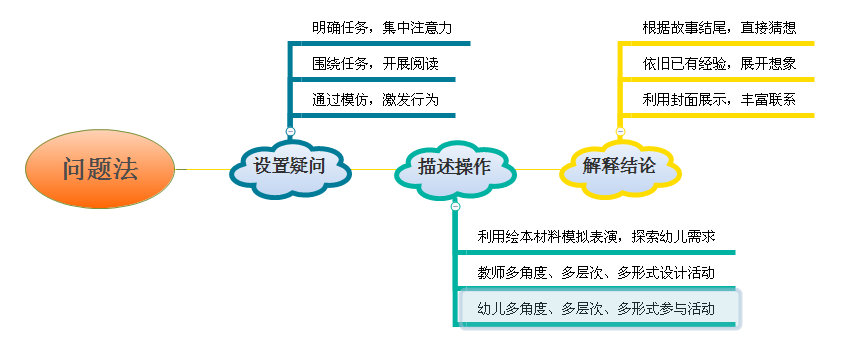 问题法
设置疑问
明确任务，集中注意力
围绕任务，开展阅读
通过模仿，激发行为
描述操作
利用绘本材料模拟表演，探索幼儿需求
教师多角度、多层次、多形式设计活动
幼儿多角度、多层次、多形式参与活动
解释结论
根据故事结尾，直接猜想
依旧已有经验，展开想象
利用封面展示，丰富联系